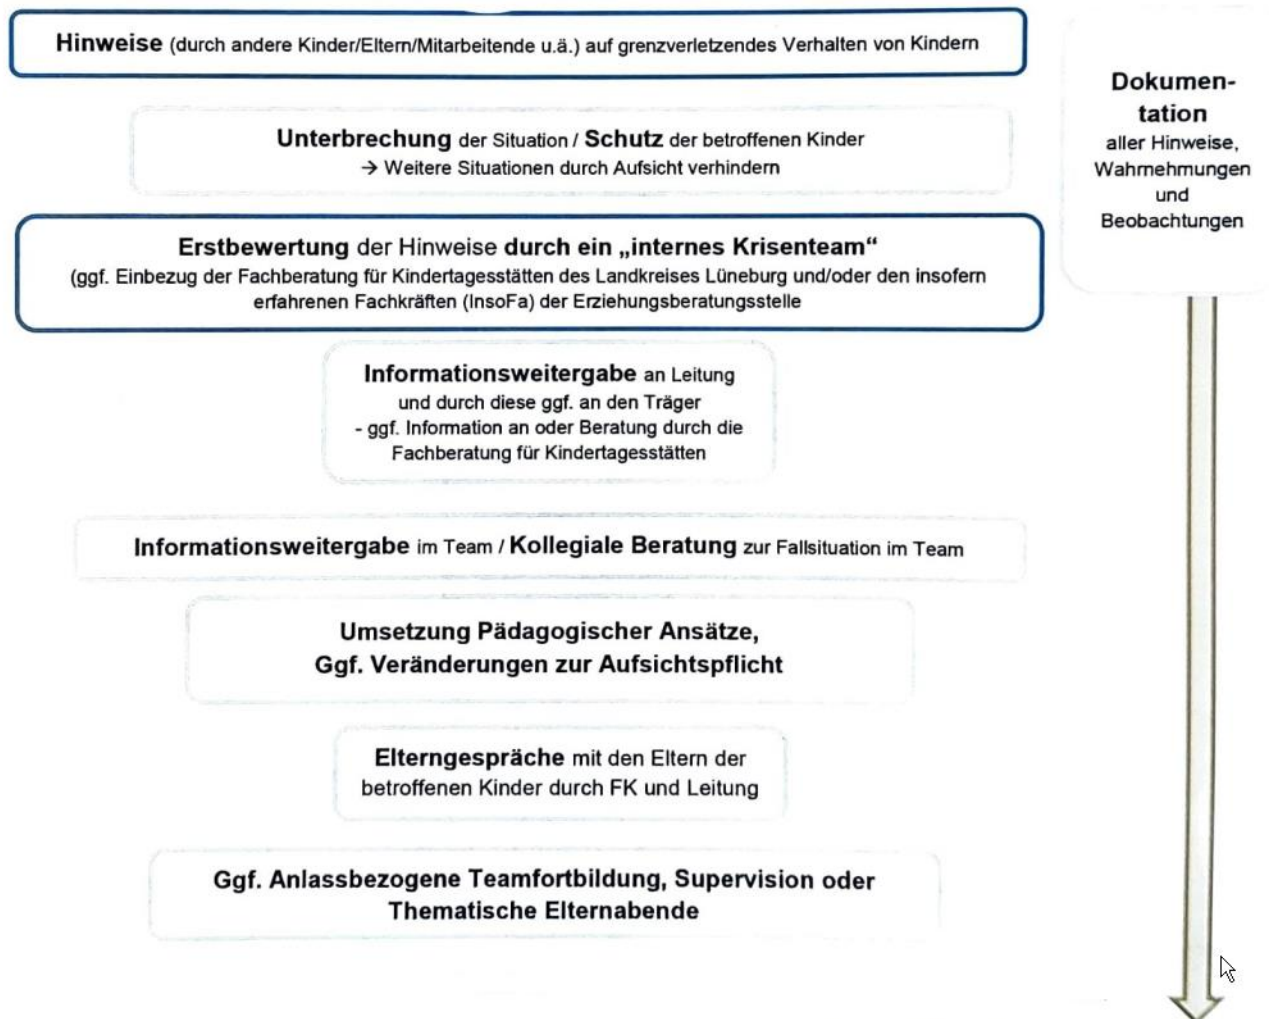 Hinweise (durch andere Kinder/Eltern/Mitarbeitende u.ä.) auf grenzverletzendes Verhalten von Kindern
Unterbrechung der Situation / Schutz der betroffenen Kinder
→ Weitere Situationen durch Aufsicht verhindern
Erstbewertung der Hinweise durch ein „internes Krisenteam“
(ggf. Einbezug der Fachberatung für Kindertagesstätten des Landkreises Lüneburg und/oder den insofern
erfahrenen Fachkräften (InsoFa) der Erziehungsberatungsstelle
Informationsweitergabe an Leitung
und durch diese ggf. an den Träger
- ggf. Information an oder Beratung durch die
Fachberatung für Kindertagesstätten
Informationsweitergabe im Team / Kollegiale Beratung zur Fallsituation im Team
Umsetzung Pädagogischer Ansätze,
Ggf. Veränderungen zur Aufsichtspflicht
Elterngespräche mit den Eltern der
betroffenen Kinder durch FK und Leitung
Ggf. Anlassbezogene Teamfortbildung, Supervision oder
Thematische Elternabende
Dokumen-
tation
aller Hinweise,
Wahrnehmungen
und
Beobachtungen